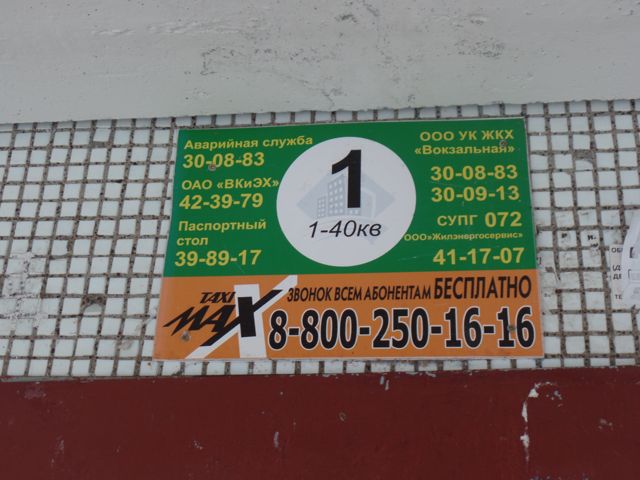 Аварийная служба
30-08-83
ОАО «ВКиЭХ»
42-39-79
Паспортный
стол
39-89-17
1
1-40кв
ООО УК ЖКХ
«Вокзальная»
30-08-83
30-09-13
СУПГ 072
ООО«Жилэнергосервис»
41-17-07
TAXI
MAX
ЗВОНОК ВСЕМ АБОНЕНТАМ БЕСПЛАТНО
8-800-250-16-16